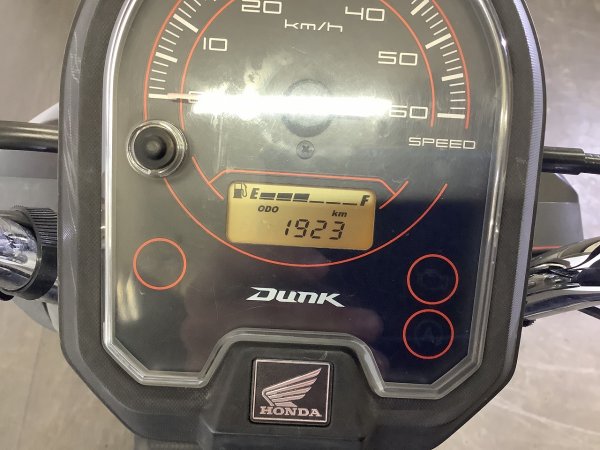 20 km/h 40
10 50
60
SPEED
E F
ODO km
1923
DUNK
HONDA